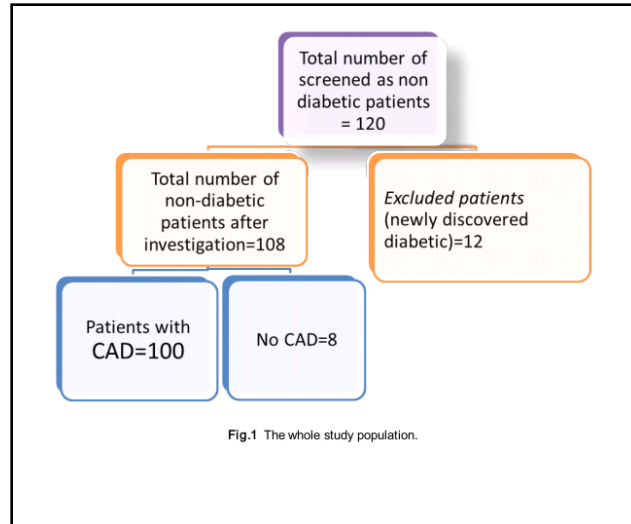 Total number of
screened as non
diabetic patients
= 120
Total number of
non-diabetic
patients after
investigation=108
Excluded patients
(newly discovered
diabetic)=12
Patients with
CAD=100
No CAD=8
Fig.1 The whole study population.